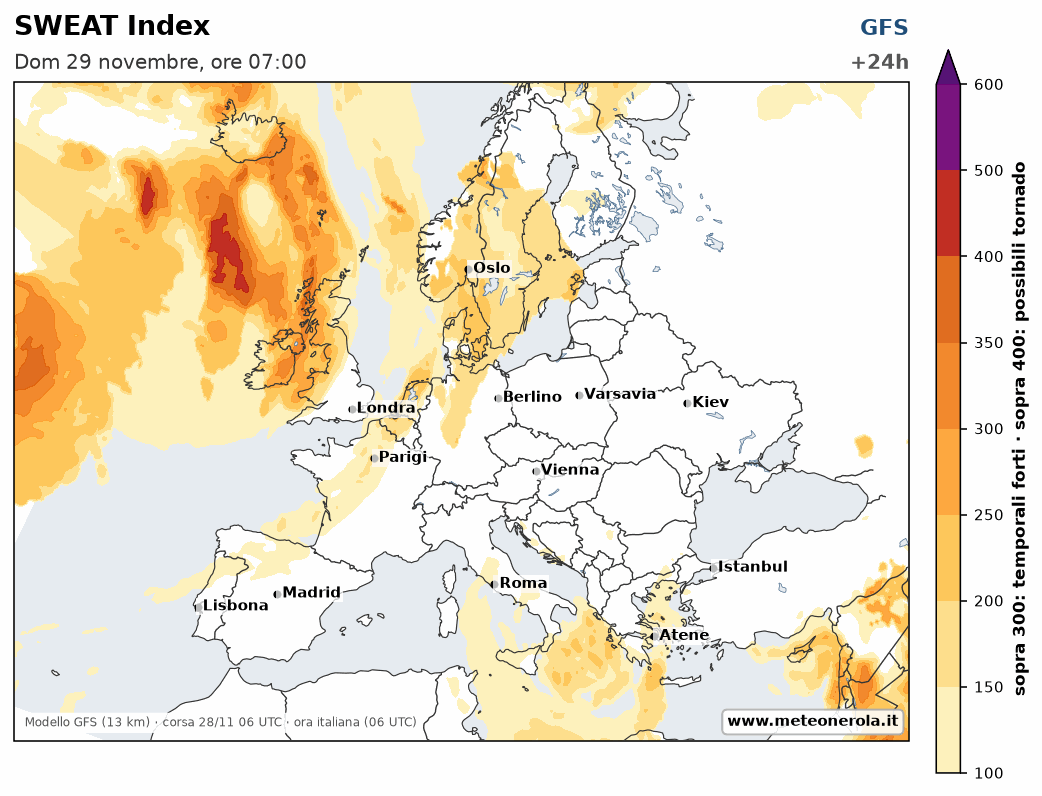 SWEAT Index
GFS
Dom 29 novembre, ore 07:00
+24h
Oslo
Londra
Berlino
Varsavia
Kiev
Parigi
Vienna
Madrid
Lisbona
Roma
Istanbul
Atene
Modello GFS (13 km) · corsa 28/11 06 UTC · ora italiana (06 UTC)
www.meteonerola.it
600
500
400
350
300
250
200
150
100
sopra 300: temporali forti · sopra 400: possibili tornado